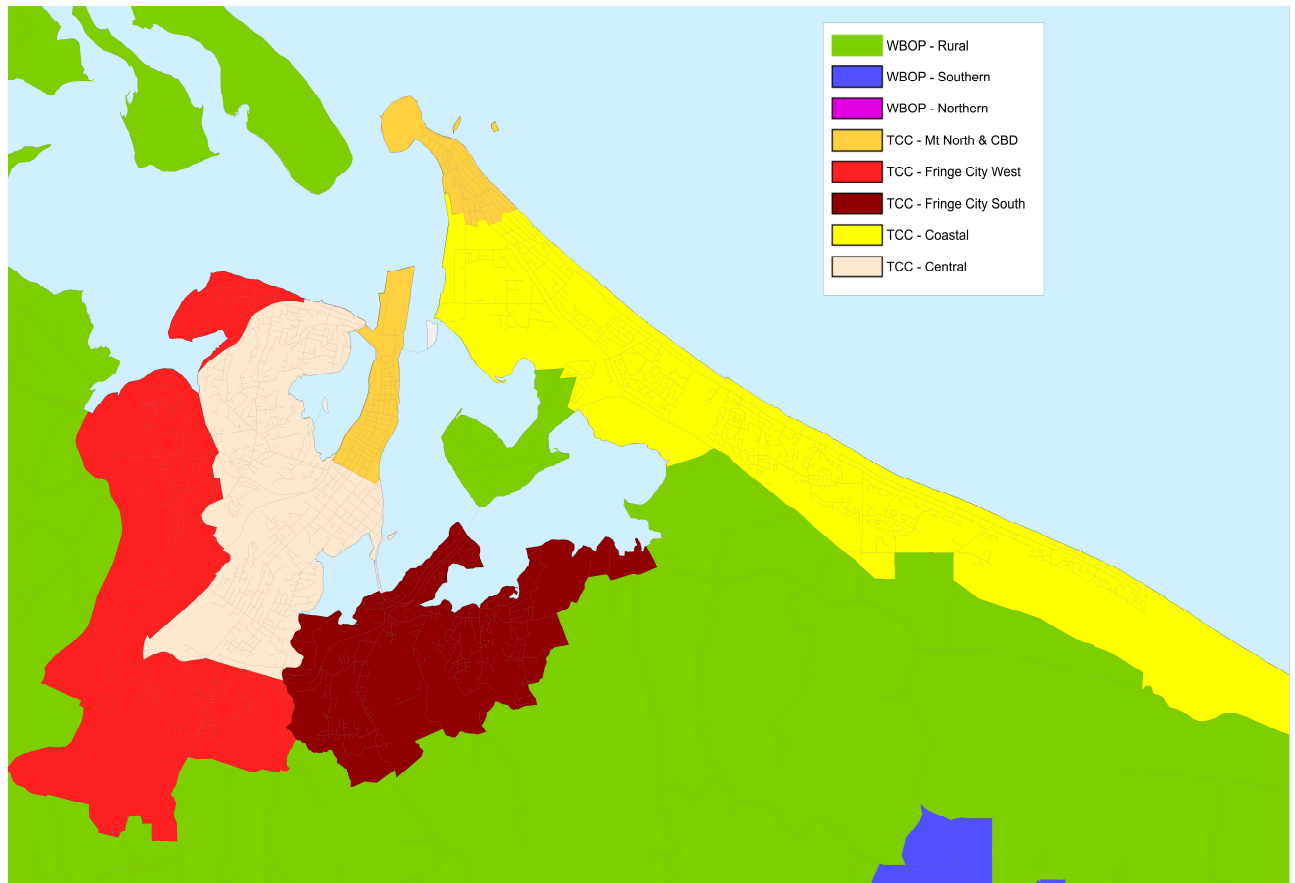 WBOP - Rural
WBOP - Southern
WBOP - Northern
TCC - Mt North & CBD
TCC - Fringe City West
TCC - Fringe City South
TCC - Coastal
TCC - Central